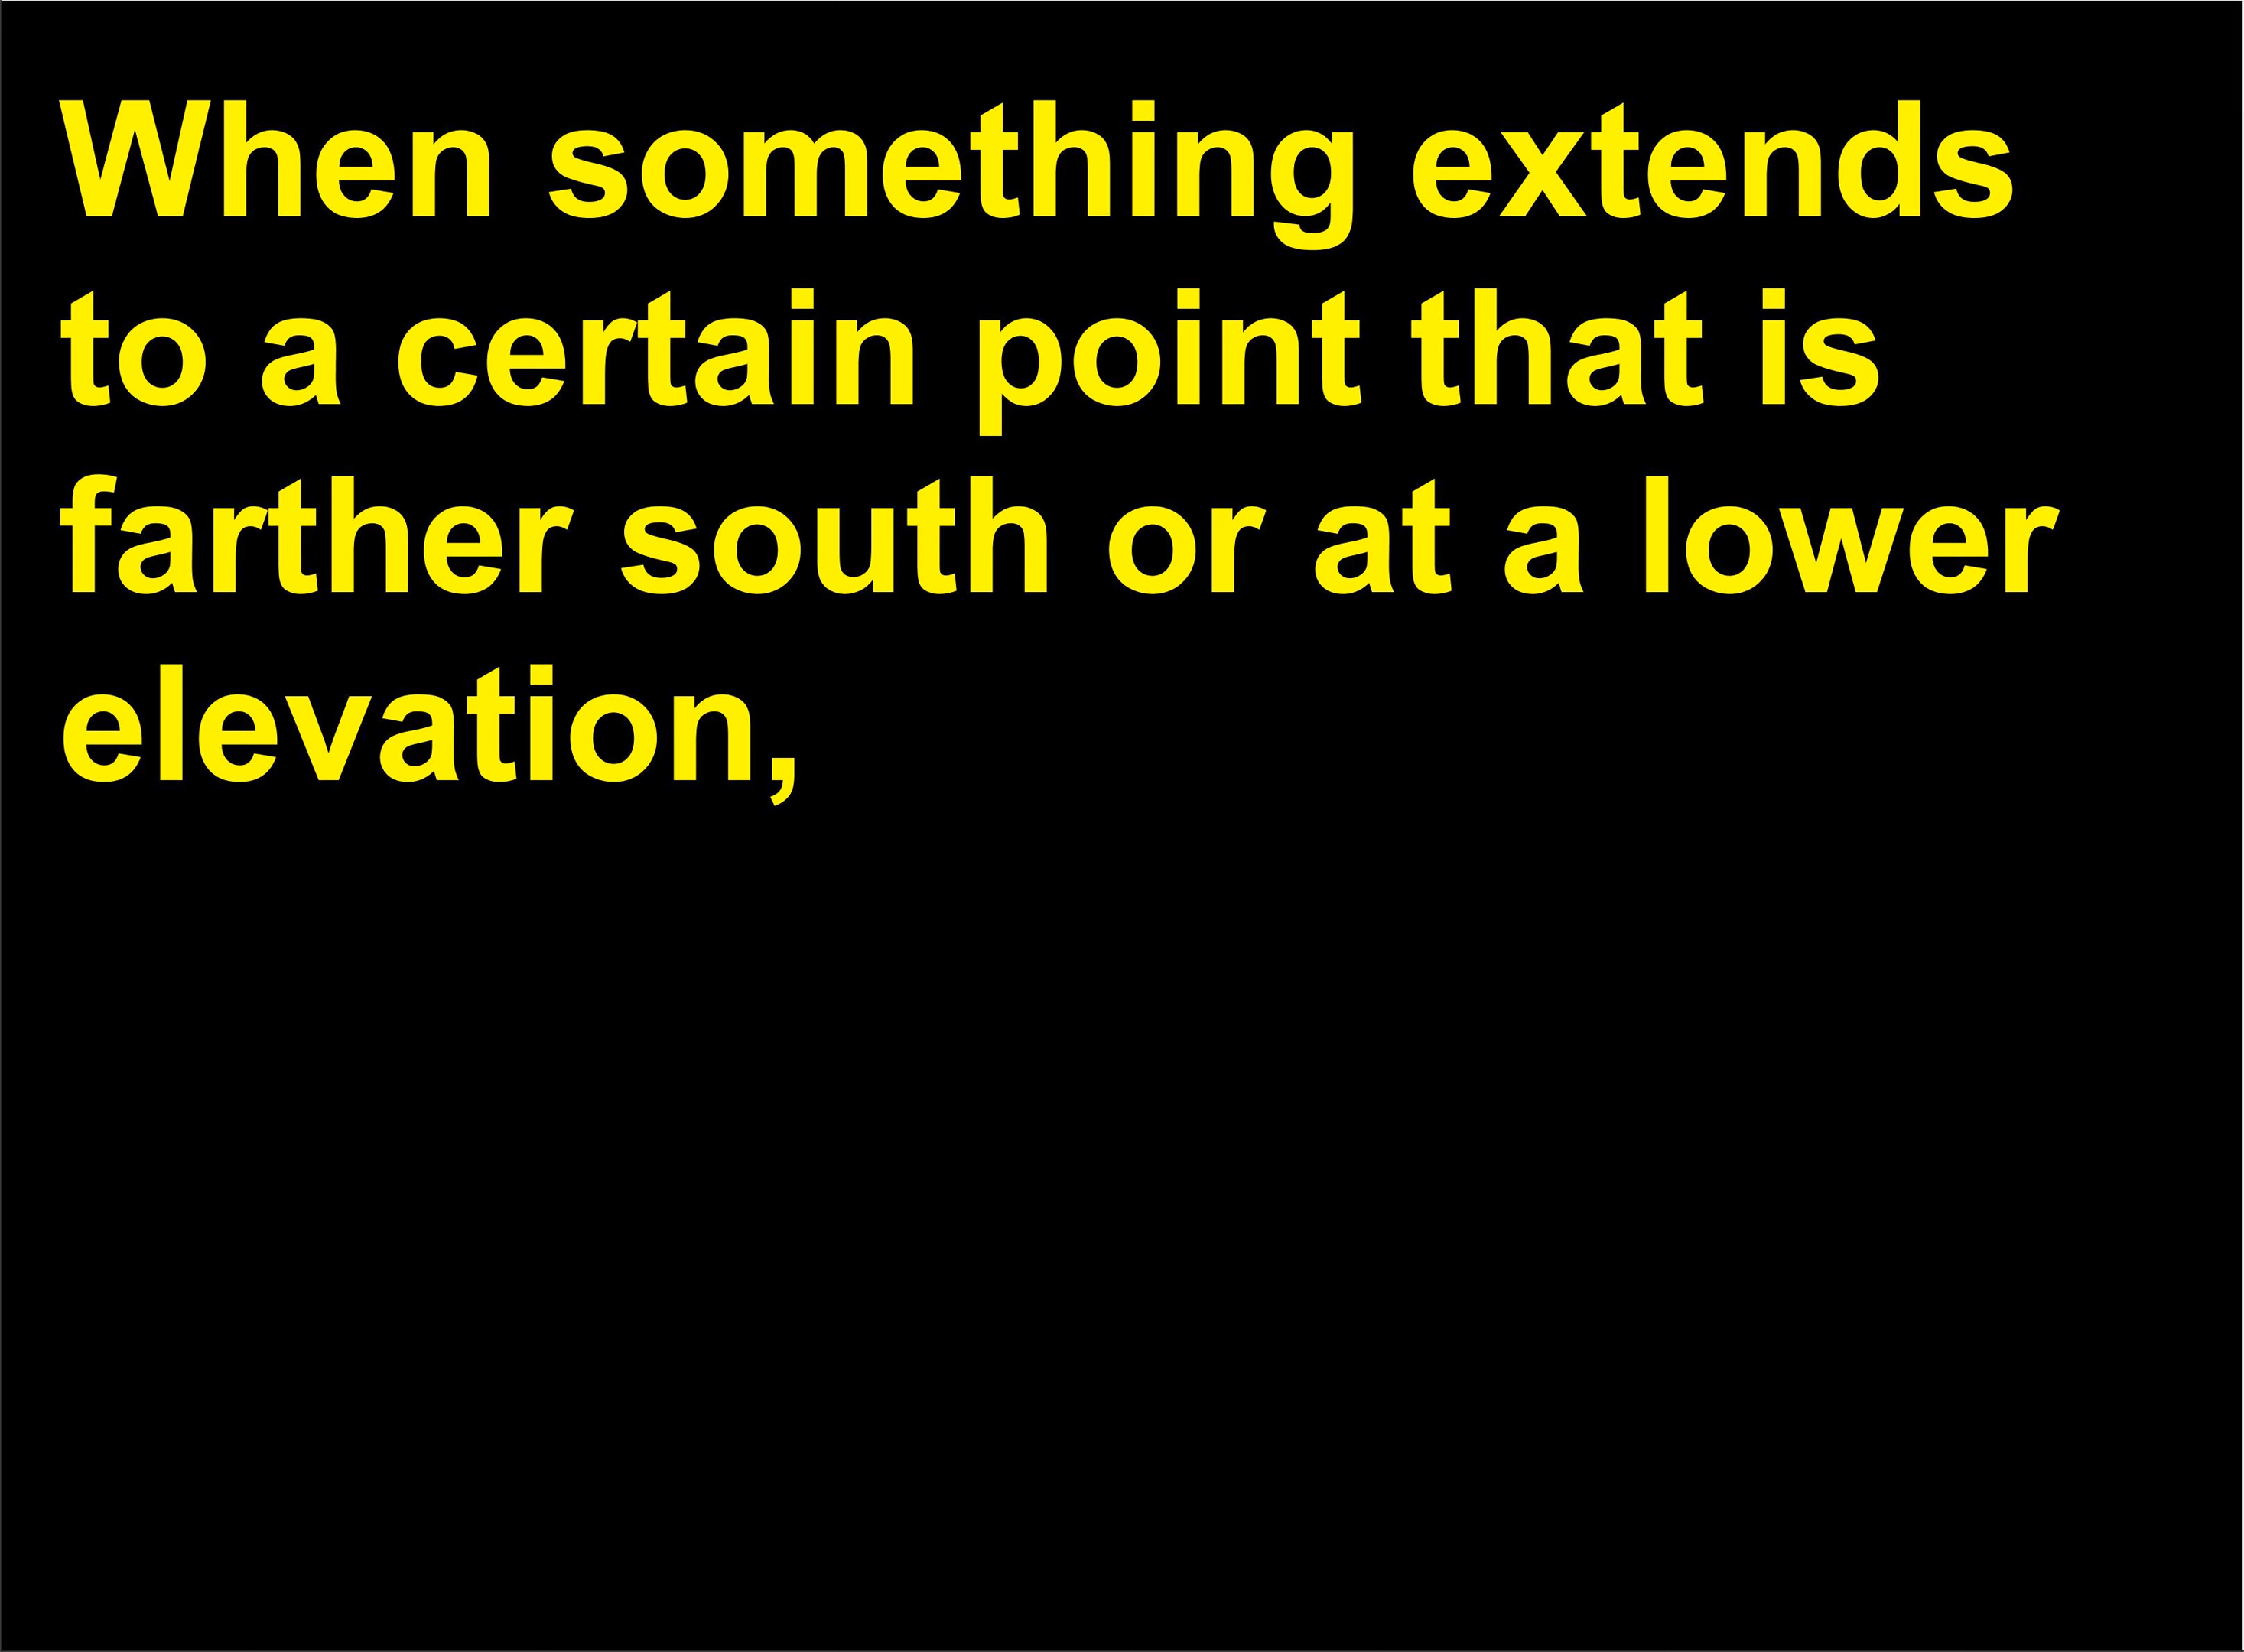 When something extends
to a certain point that is
farther south or at a lower
elevation,